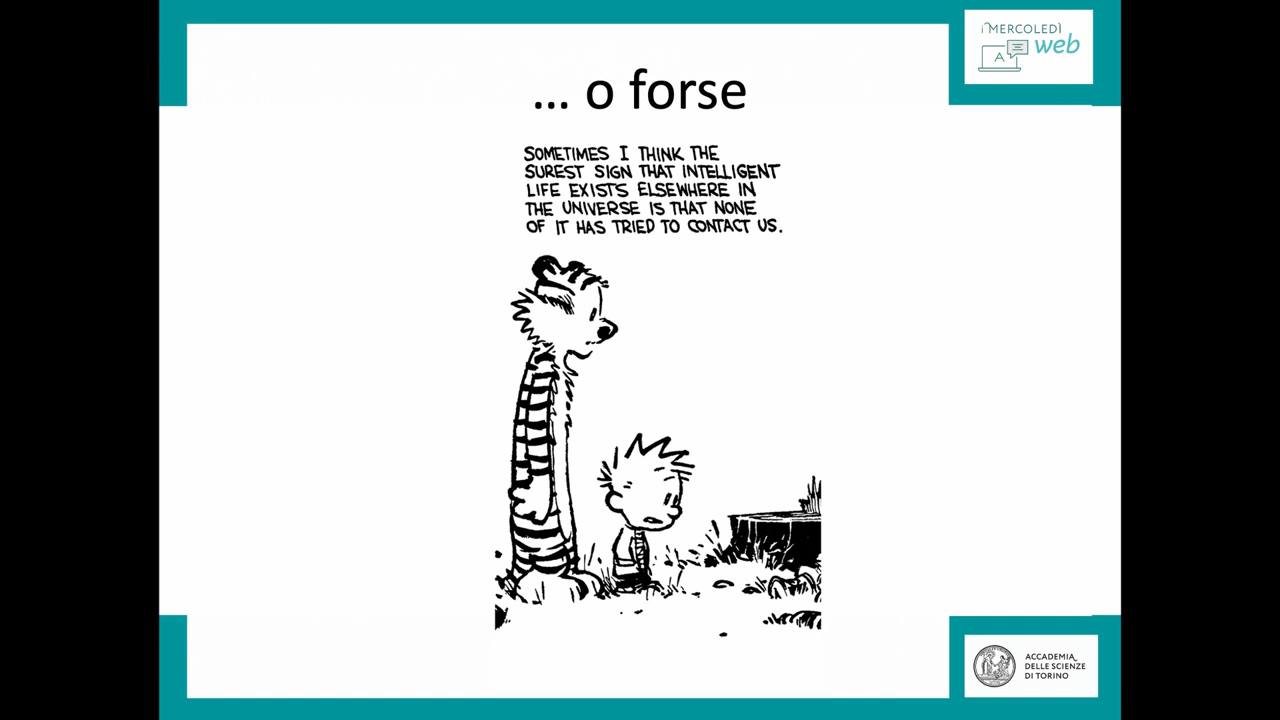 I MERCOLEDÌ
A
web
... o forse
SOMETIMES I THINK THE
SUREST SIGN THAT INTELLIGENT
LIFE EXISTS ELSEWHERE IN
THE UNIVERSE IS THAT NONE
OF IT HAS TRIED TO CONTACT US.
ACCADEMIA
DELLE SCIENZE
DI TORINO